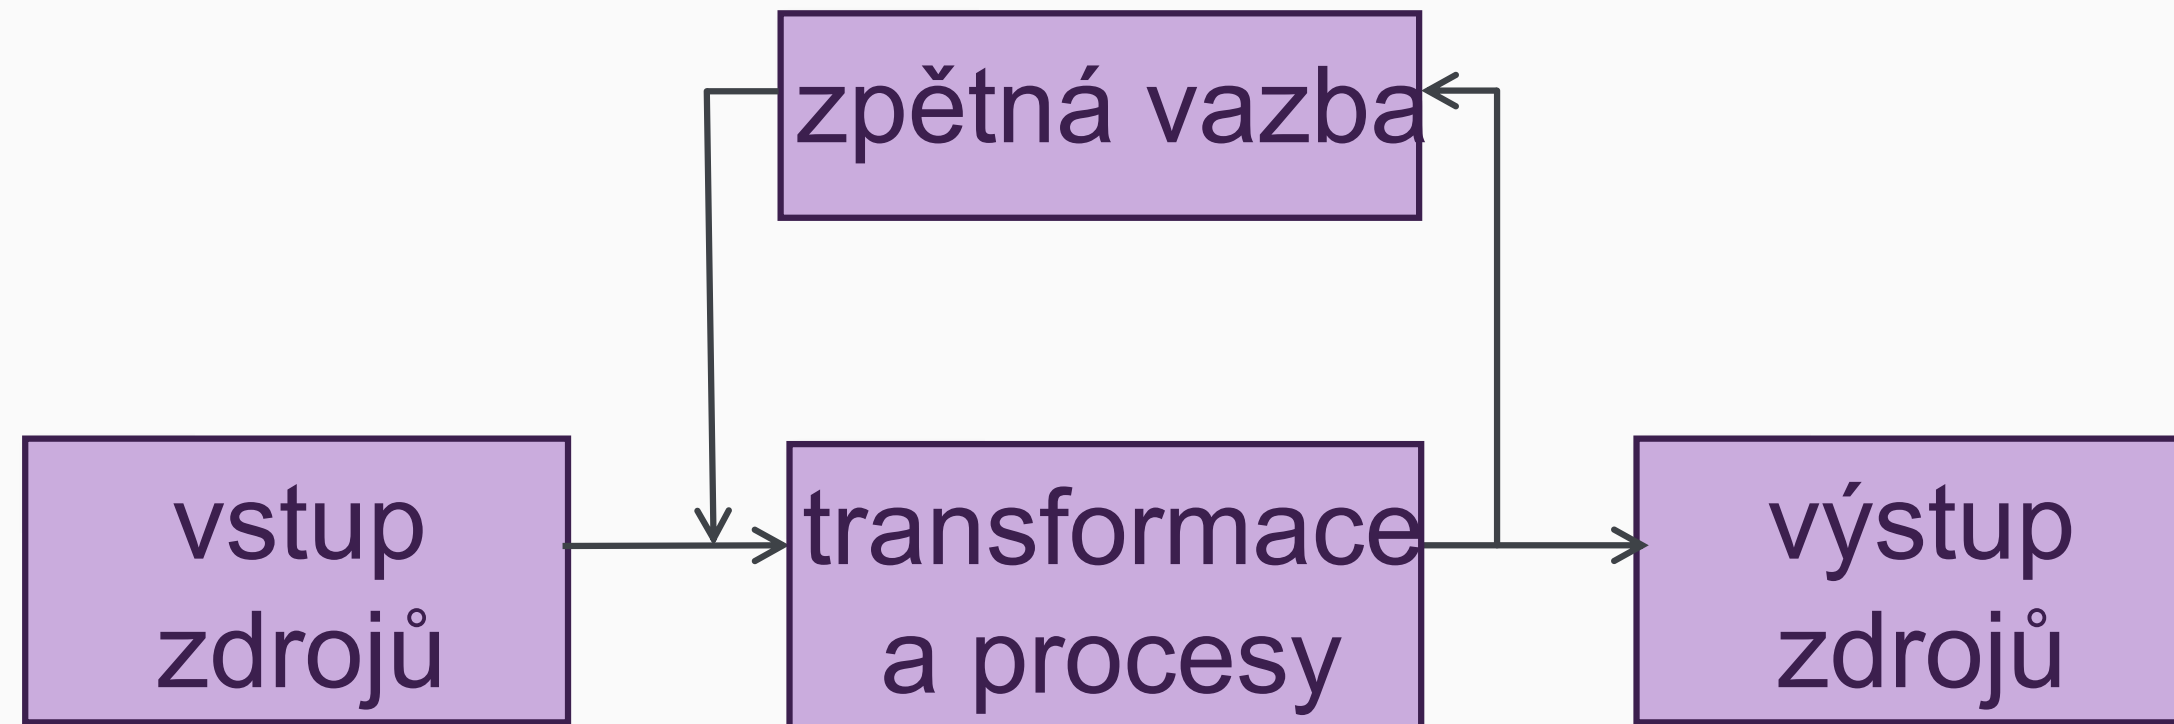 zpětná vazba
vstup
zdrojů
transformace
a procesy
výstup
zdrojů